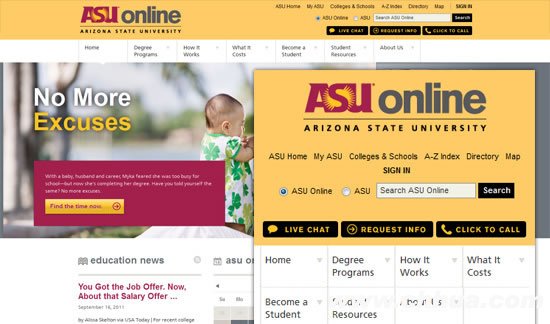 ASU online
ARIZONA STATE UNIVERSITY
ASU Home My ASU Colleges & Schools A-Z Index Directory Map SIGN IN
ASU Online ASU Search ASU Online Search
LIVE CHAT REQUEST INFO CLICK TO CALL
Home Degree Programs How It Works What It Costs Become a Student Student Resources About Us
No More
Excuses
With a baby, husband and career, Myka feared she was too busy for
school—but now she's completing her degree. Have you told yourself the
same? No more excuses.
Find the time now.
education news
asu on
You Got the Job Offer. Now,
About that Salary Offer ...
September 14, 2011
by Alissa Skelton via USA Today | For recent college
Su Mo
ASU online
ARIZONA STATE UNIVERSITY
ASU Home My ASU Colleges & Schools A-Z Index Directory Map
SIGN IN
ASU Online ASU Search ASU Online Search
LIVE CHAT REQUEST INFO CLICK TO CALL
Home Degree Programs How It Works What It Costs
Become a Student Student Resources About Us